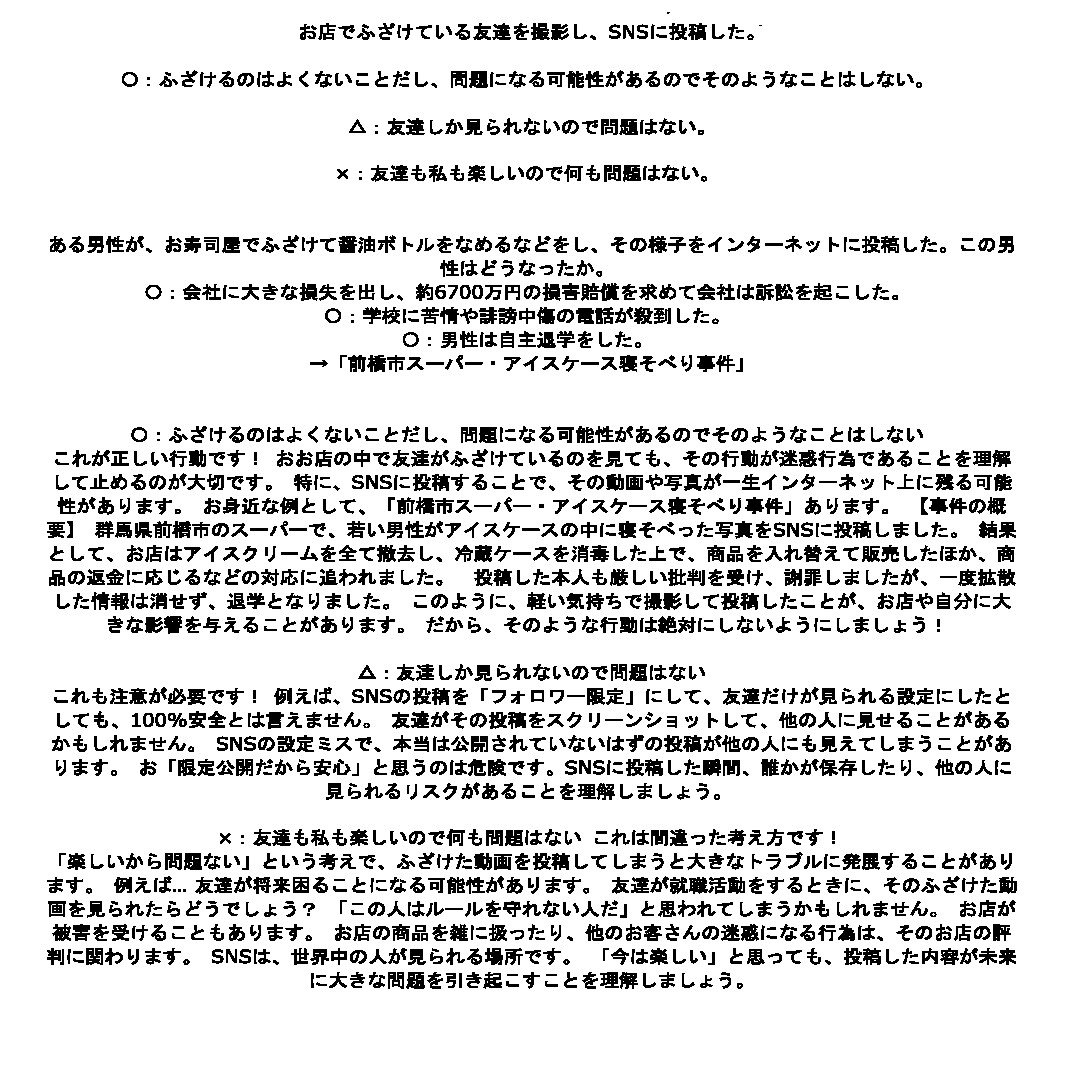 お店でふざけている友達を撮影し、SNSに投稿した。
〇：ふざけるのはよくないことだし、問題になる可能性があるのでそのようなことはしない。
△：友達しか見られないので問題はない。
×：友達も私も楽しいので何も問題はない。
ある男性が、お寿司屋でふざけて醤油ボトルをなめるなどをし、その様子をインターネットに投稿した。この男
性はどうなったか。
〇：会社に大きな損失を出し、約6700万円の損害賠償を求めて会社は訴訟を起こした。
〇：学校に苦情や誹謗中傷の電話が殺到した。
〇：男性は自主退学をした。
→「前橋市スーパー・アイスケース寝そべり事件」
〇：ふざけるのはよくないことだし、問題になる可能性があるのでそのようなことはしない
これが正しい行動です！ おお店の中で友達がふざけているのを見ても、その行動が迷惑行為であることを理解
して止めるのが大切です。 特に、SNSに投稿することで、その動画や写真が一生インターネット上に残る可能
性があります。 お身近な例として、「前橋市スーパー・アイスケース寝そべり事件」あります。 【事件の概
要】 群馬県前橋市のスーパーで、若い男性がアイスケースの中に寝そべった写真をSNSに投稿しました。 結果
として、お店はアイスクリームを全て撤去し、冷蔵ケースを消毒した上で、商品を入れ替えて販売したほか、商
品の返金に応じるなどの対応に追われました。 投稿した本人も厳しい批判を受け、謝罪しましたが、一度拡散
した情報は消せず、退学となりました。 このように、軽い気持ちで撮影して投稿したことが、お店や自分に大
きな影響を与えることがあります。 だから、そのような行動は絶対にしないようにしましょう！
△：友達しか見られないので問題はない
これも注意が必要です！ 例えば、SNSの投稿を「フォロワー限定」にして、友達だけが見られる設定にしたと
しても、100%安全とは言えません。 友達がその投稿をスクリーンショットして、他の人に見せることがある
かもしれません。 SNSの設定ミスで、本当は公開されていないはずの投稿が他の人にも見えてしまうことがあ
ります。 お「限定公開だから安心」と思うのは危険です。SNSに投稿した瞬間、誰かが保存したり、他の人に
見られるリスクがあることを理解しましょう。
×：友達も私も楽しいので何も問題はない これは間違った考え方です！
「楽しいから問題ない」という考えで、ふざけた動画を投稿してしまうと大きなトラブルに発展することがあり
ます。 例えば... 友達が将来困ることになる可能性があります。 友達が就職活動をするときに、そのふざけた動
画を見られたらどうでしょう？ 「この人はルールを守れない人だ」と思われてしまうかもしれません。 お店が
被害を受けることもあります。 お店の商品を雑に扱ったり、他のお客さんの迷惑になる行為は、そのお店の評
判に関わります。 SNSは、世界中の人が見られる場所です。 「今は楽しい」と思っても、投稿した内容が未来
に大きな問題を引き起こすことを理解しましょう。